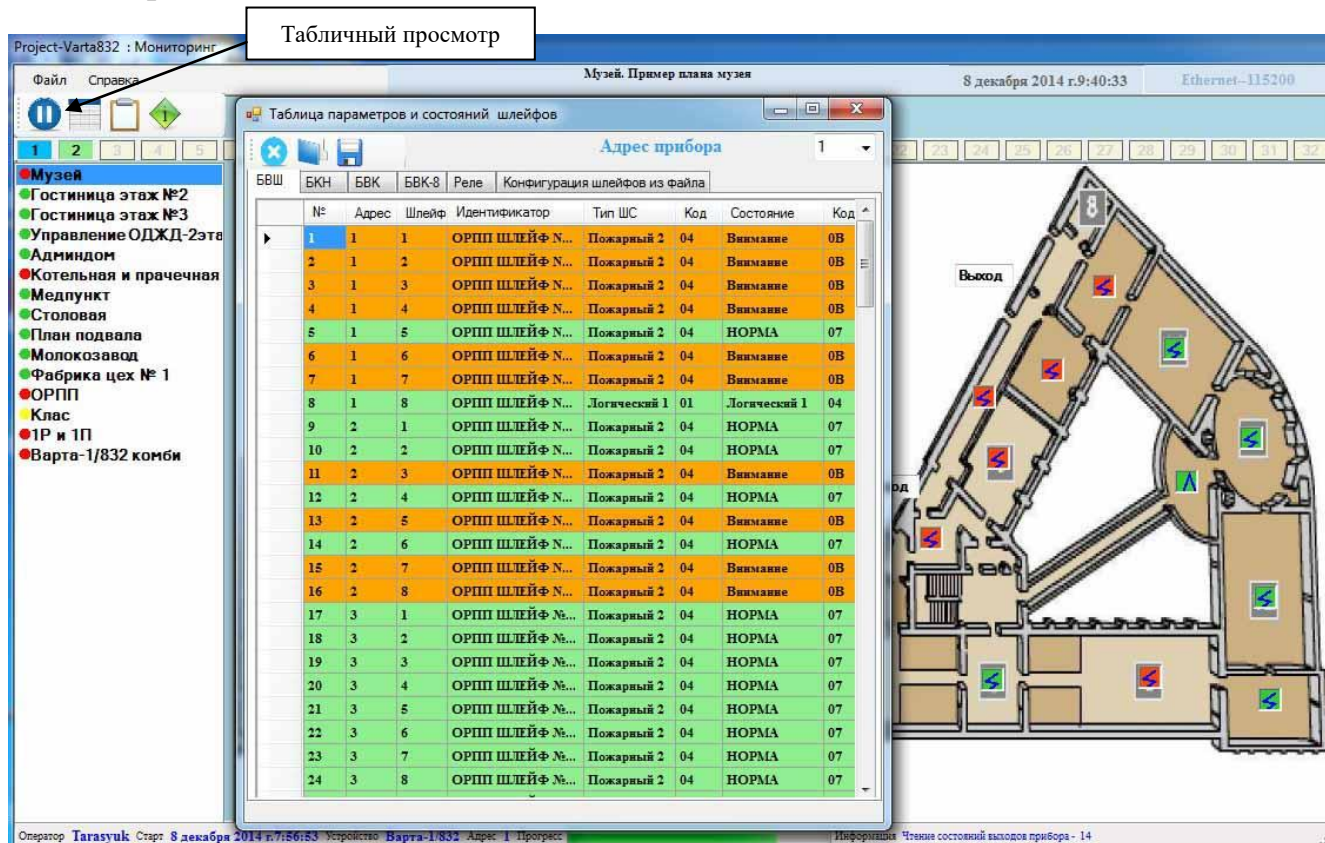 Табличный просмотр
Project-Varta832 : Мониторинг
Файл Справка
Музей. Пример плана музея
8 декабря 2014 г.9:40:33
Ethernet--115200
Таблица параметров и состояний шлейфов
Адрес прибора 1
1 2 3 4 5
22 23 24 25 26 27 28 29 30 31 32
БВШ БКН БВК БВК-8 Реле Конфигурация шлейфов из файла
Музей
Гостиница этаж №2
Гостиница этаж №3
Управление ОДЖД-2эта
Админдом
Котельная и прачечная
Медпункт
Столовая
План подвала
Молокозавод
Фабрика цех № 1
ОРПП
Клас
1Р и 1П
Варта-1/832 комби
№ Адрес Шлейф Идентификатор Тип ШС Код Состояние Код
1 1 1 ОРПП ШЛЕЙФ N... Пожарный 2 04 Внимание 0B
2 1 2 ОРПП ШЛЕЙФ N... Пожарный 2 04 Внимание 0B
3 1 3 ОРПП ШЛЕЙФ N... Пожарный 2 04 Внимание 0B
4 1 4 ОРПП ШЛЕЙФ N... Пожарный 2 04 Внимание 0B
5 1 5 ОРПП ШЛЕЙФ N... Пожарный 2 04 НОРМА 07
6 1 6 ОРПП ШЛЕЙФ N... Пожарный 2 04 Внимание 0B
7 1 7 ОРПП ШЛЕЙФ N... Пожарный 2 04 Внимание 0B
8 1 8 ОРПП ШЛЕЙФ N... Логический 1 01 Логический 1 04
9 2 1 ОРПП ШЛЕЙФ N... Пожарный 2 04 НОРМА 07
10 2 2 ОРПП ШЛЕЙФ N... Пожарный 2 04 НОРМА 07
11 2 3 ОРПП ШЛЕЙФ N... Пожарный 2 04 Внимание 0B
12 2 4 ОРПП ШЛЕЙФ N... Пожарный 2 04 НОРМА 07
13 2 5 ОРПП ШЛЕЙФ N... Пожарный 2 04 Внимание 0B
14 2 6 ОРПП ШЛЕЙФ N... Пожарный 2 04 НОРМА 07
15 2 7 ОРПП ШЛЕЙФ N... Пожарный 2 04 Внимание 0B
16 2 8 ОРПП ШЛЕЙФ N... Пожарный 2 04 Внимание 0B
17 3 1 ОРПП ШЛЕЙФ №... Пожарный 2 04 НОРМА 07
18 3 2 ОРПП ШЛЕЙФ №... Пожарный 2 04 НОРМА 07
19 3 3 ОРПП ШЛЕЙФ №... Пожарный 2 04 НОРМА 07
20 3 4 ОРПП ШЛЕЙФ №... Пожарный 2 04 НОРМА 07
21 3 5 ОРПП ШЛЕЙФ №... Пожарный 2 04 НОРМА 07
22 3 6 ОРПП ШЛЕЙФ №... Пожарный 2 04 НОРМА 07
23 3 7 ОРПП ШЛЕЙФ №... Пожарный 2 04 НОРМА 07
24 3 8 ОРПП ШЛЕЙФ №... Пожарный 2 04 НОРМА 07
8
Выход
од
Оператор Tarasyuk Старт 8 декабря 2014 г.7:56:53 Устройство Варта-1/832 Адрес 1 Прогресс
Информация Чтение состояний выходов прибора - 14